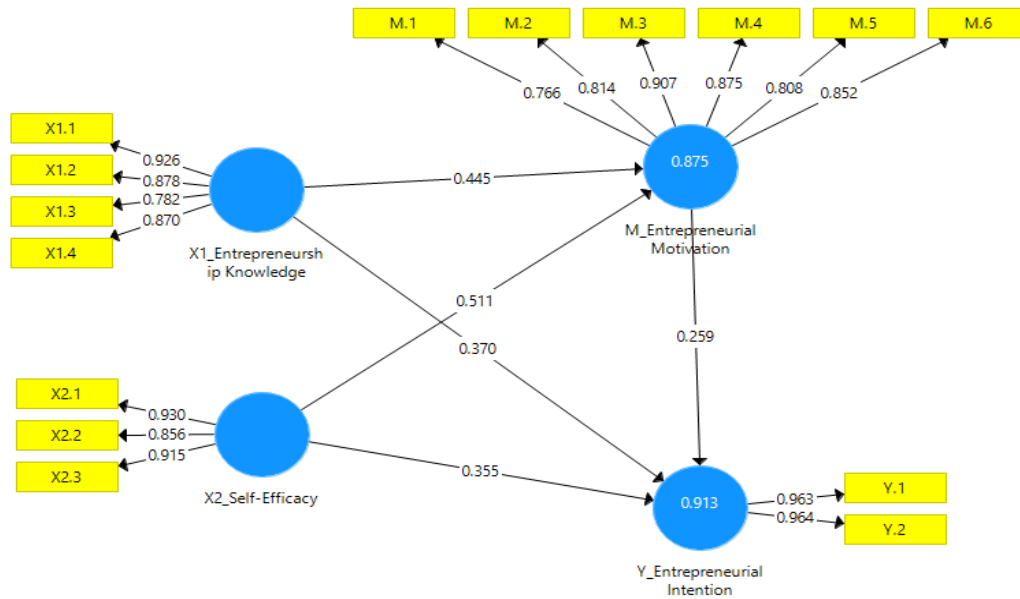 M.1
M.2
M.3
M.4
M.5
M.6
0.766
0.814
0.907
0.875
0.808
0.852
X1.1
X1.2
X1.3
X1.4
0.926
0.878
0.782
0.870
X1_Entrepreneursh
ip Knowledge
0.445
0.875
M_Entrepreneurial
Motivation
0.511
0.370
0.259
X2.1
X2.2
X2.3
0.930
0.856
0.915
X2_Self-Efficacy
0.355
0.913
Y_Entrepreneurial
Intention
0.963
0.964
Y.1
Y.2